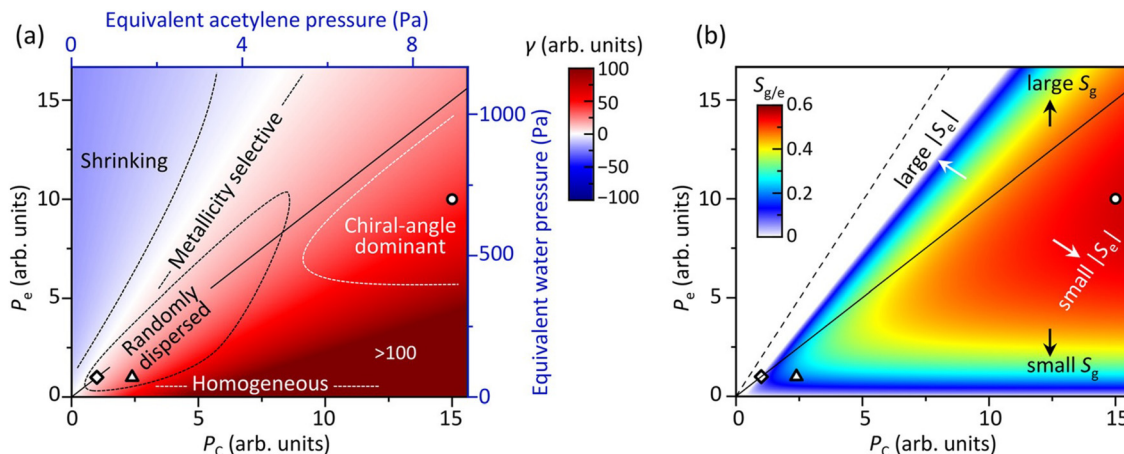 (a)
Equivalent acetylene pressure (Pa)
0 4 8
γ (arb. units)
100
50
0
−50
−100
15
10
5
0
Pe (arb. units)
Shrinking
Metallicity selective
Randomly
dispersed
Chiral-angle
dominant
>100
Homogeneous
1000
500
0
Equivalent water pressure (Pa)
0 5 10 15
PC (arb. units)
(b)
Sg/e
0.6
0.4
0.2
0
15
10
5
0
Pe (arb. units)
large |Se|
large Sg
small |Se|
small Sg
0 5 10 15
PC (arb. units)